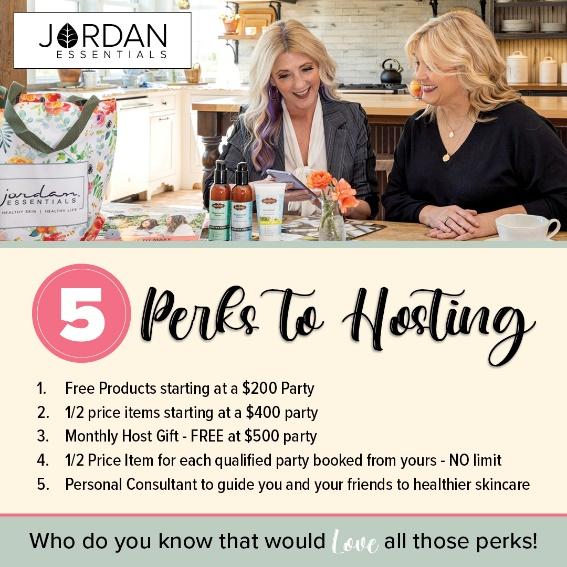 JORDAN
ESSENTIALS
jordan
ESSENTIALS
HEALTHY SKIN | HEALTHY LIFE
5 Perks to Hosting
1. Free Products starting at a $200 Party
2. 1/2 price items starting at a $400 party
3. Monthly Host Gift - FREE at $500 party
4. 1/2 Price Item for each qualified party booked from yours - NO limit
5. Personal Consultant to guide you and your friends to healthier skincare
Who do you know that would Love all those perks!